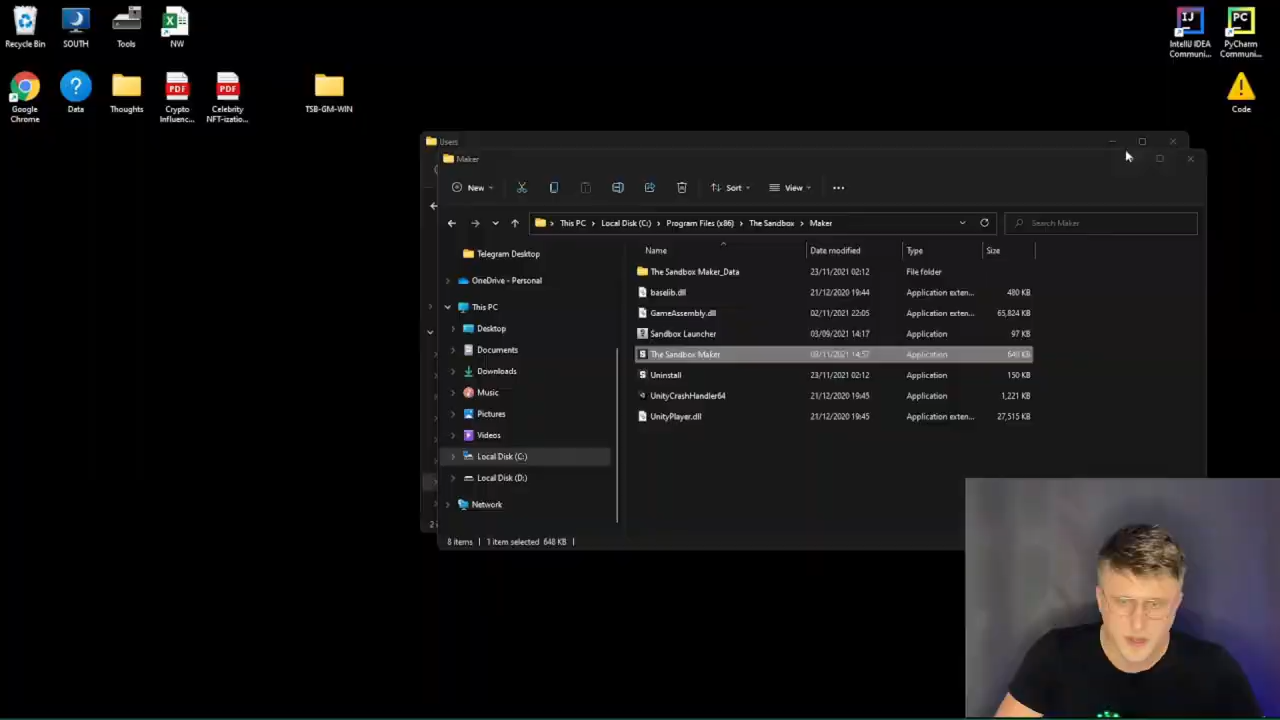 Recycle Bin
SOUTH
Tools
NW
IntelliJ IDEA
Communi...
PyCharm
Communi...
Google
Chrome
Data
Thoughts
PDF
Crypto
Influenc...
PDF
Celebrity
NFT-izatio...
TSB-GM-WIN
Code
Users
Maker
New
Sort
View
This PC > Local Disk (C:) > Program Files (x86) > The Sandbox > Maker
Search Maker
Name Date modified Type Size
Telegram Desktop
OneDrive - Personal
This PC
Desktop
Documents
Downloads
Music
Pictures
Videos
Local Disk (C:)
Local Disk (D:)
Network
The Sandbox Maker_Data 23/11/2021 02:12 File folder
baselib.dll 21/12/2020 19:44 Application exten... 480 KB
GameAssembly.dll 02/11/2021 22:05 Application exten... 65,824 KB
Sandbox Launcher 03/09/2021 14:17 Application 97 KB
The Sandbox Maker Application 648 KB
Uninstall 23/11/2021 02:12 Application 150 KB
UnityCrashHandler64 21/12/2020 19:45 Application 1,221 KB
UnityPlayer.dll 21/12/2020 19:45 Application exten... 27,515 KB
8 items | 1 item selected 648 KB |